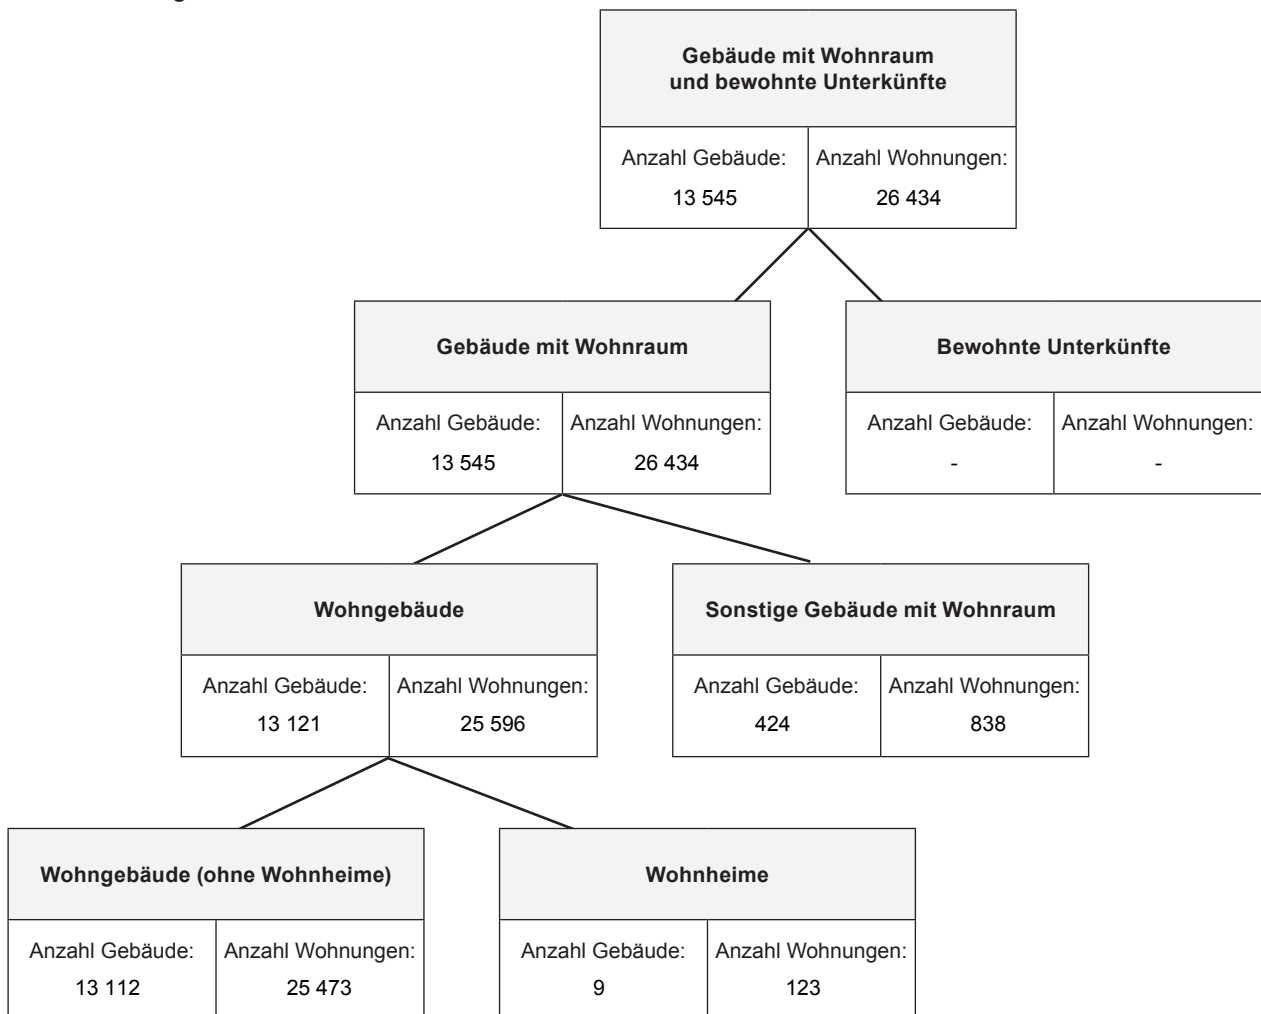 Gebäude mit Wohnraum
und bewohnte Unterkünfte
Anzahl Gebäude: Anzahl Wohnungen:
13 545 26 434
Gebäude mit Wohnraum
Anzahl Gebäude: Anzahl Wohnungen:
13 545 26 434
Bewohnte Unterkünfte
Anzahl Gebäude: Anzahl Wohnungen:
- -
Wohngebäude
Anzahl Gebäude: Anzahl Wohnungen:
13 121 25 596
Sonstige Gebäude mit Wohnraum
Anzahl Gebäude: Anzahl Wohnungen:
424 838
Wohngebäude (ohne Wohnheime)
Anzahl Gebäude: Anzahl Wohnungen:
13 112 25 473
Wohnheime
Anzahl Gebäude: Anzahl Wohnungen:
9 123